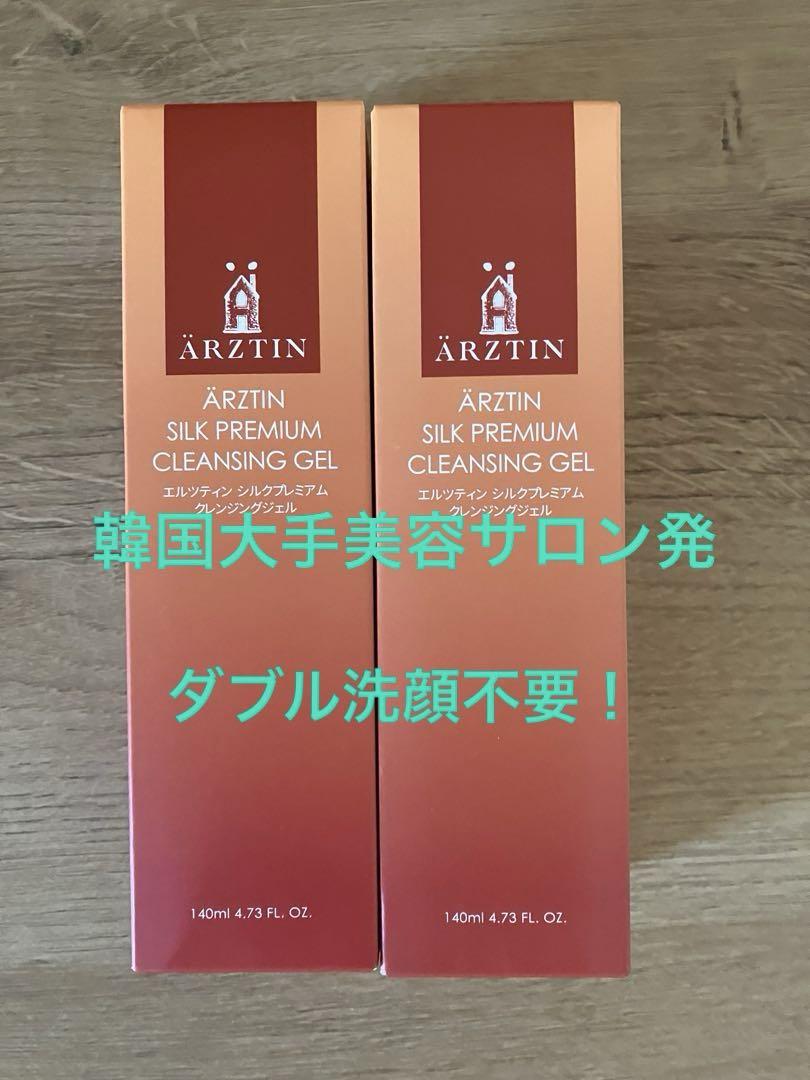 ÄRZTIN
ÄRZTIN
SILK PREMIUM
CLEANSING GEL
エルツティン シルクプレミアム
クレンジングジェル
140ml 4.73 FL. OZ.
ÄRZTIN
ÄRZTIN
SILK PREMIUM
CLEANSING GEL
エルツティン シルクプレミアム
クレンジングジェル
140ml 4.73 FL. OZ.
韓国大手美容サロン発
ダブル洗顔不要！